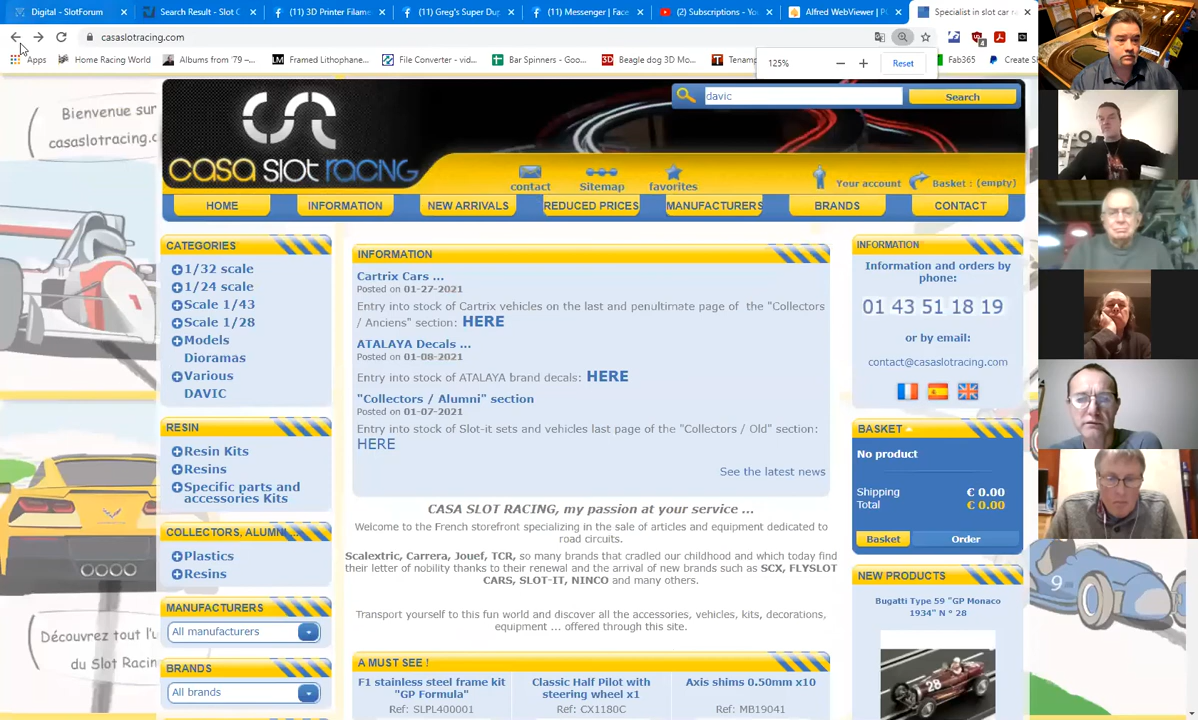 Digital - SlotForum
Search Result - Slot C
(11) 3D Printer Filame
(11) Greg's Super Dup
(11) Messenger | Face
(2) Subscriptions - You
Alfred WebViewer | PC
Specialist in slot car ra
casaslotracing.com
Apps
Home Racing World
Albums from '79 –...
Framed Lithophane...
File Converter - vid...
Bar Spinners - Goo...
Beagle dog 3D Mo...
Tenamp
125%
Reset
Fab365
Create S
Bienvenue sur
casaslotracing.c
CASA SLOT RACING
davic
Search
contact
Sitemap
favorites
Your account
Basket : (empty)
HOME
INFORMATION
NEW ARRIVALS
REDUCED PRICES
MANUFACTURERS
BRANDS
CONTACT
CATEGORIES
1/32 scale
1/24 scale
Scale 1/43
Scale 1/28
Models
Dioramas
Various
DAVIC
RESIN
Resin Kits
Resins
Specific parts and
accessories Kits
COLLECTORS, ALUMNI...
Plastics
Resins
MANUFACTURERS
All manufacturers
BRANDS
All brands
Découvrez tout l'u
du Slot Racing
INFORMATION
Cartrix Cars ...
Posted on 01-27-2021
Entry into stock of Cartrix vehicles on the last and penultimate page of the "Collectors
/ Anciens" section: HERE
ATALAYA Decals ...
Posted on 01-08-2021
Entry into stock of ATALAYA brand decals: HERE
"Collectors / Alumni" section
Posted on 01-07-2021
Entry into stock of Slot-it sets and vehicles last page of the "Collectors / Old" section:
HERE
See the latest news
CASA SLOT RACING, my passion at your service ...
Welcome to the French storefront specializing in the sale of articles and equipment dedicated to
road circuits.
Scalextric, Carrera, Jouef, TCR, so many brands that cradled our childhood and which today find
their letter of nobility thanks to their renewal and the arrival of new brands such as SCX, FLYSLOT
CARS, SLOT-IT, NINCO and many others.
Transport yourself to this fun world and discover all the accessories, vehicles, kits, decorations,
equipment ... offered through this site.
A MUST SEE !
F1 stainless steel frame kit
"GP Formula"
Ref: SLPL400001
Classic Half Pilot with
steering wheel x1
Ref: CX1180C
Axis shims 0.50mm x10
Ref: MB19041
INFORMATION
Information and orders by
phone:
01 43 51 18 19
or by email:
contact@casaslotracing.com
BASKET
No product
Shipping € 0.00
Total € 0.00
Basket
Order
NEW PRODUCTS
Bugatti Type 59 "GP Monaco
1934" N ° 28
28
9